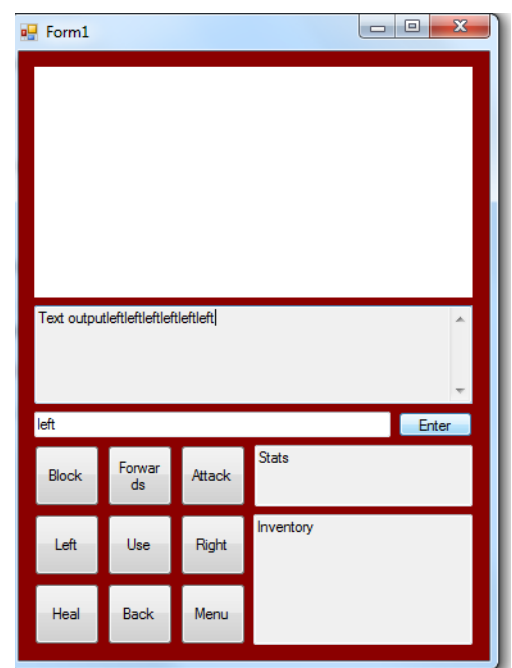 Form1
Text outputleftleftleftleftleftleft
left
Enter
Block
Forwar
ds
Attack
Stats
Left
Use
Right
Inventory
Heal
Back
Menu